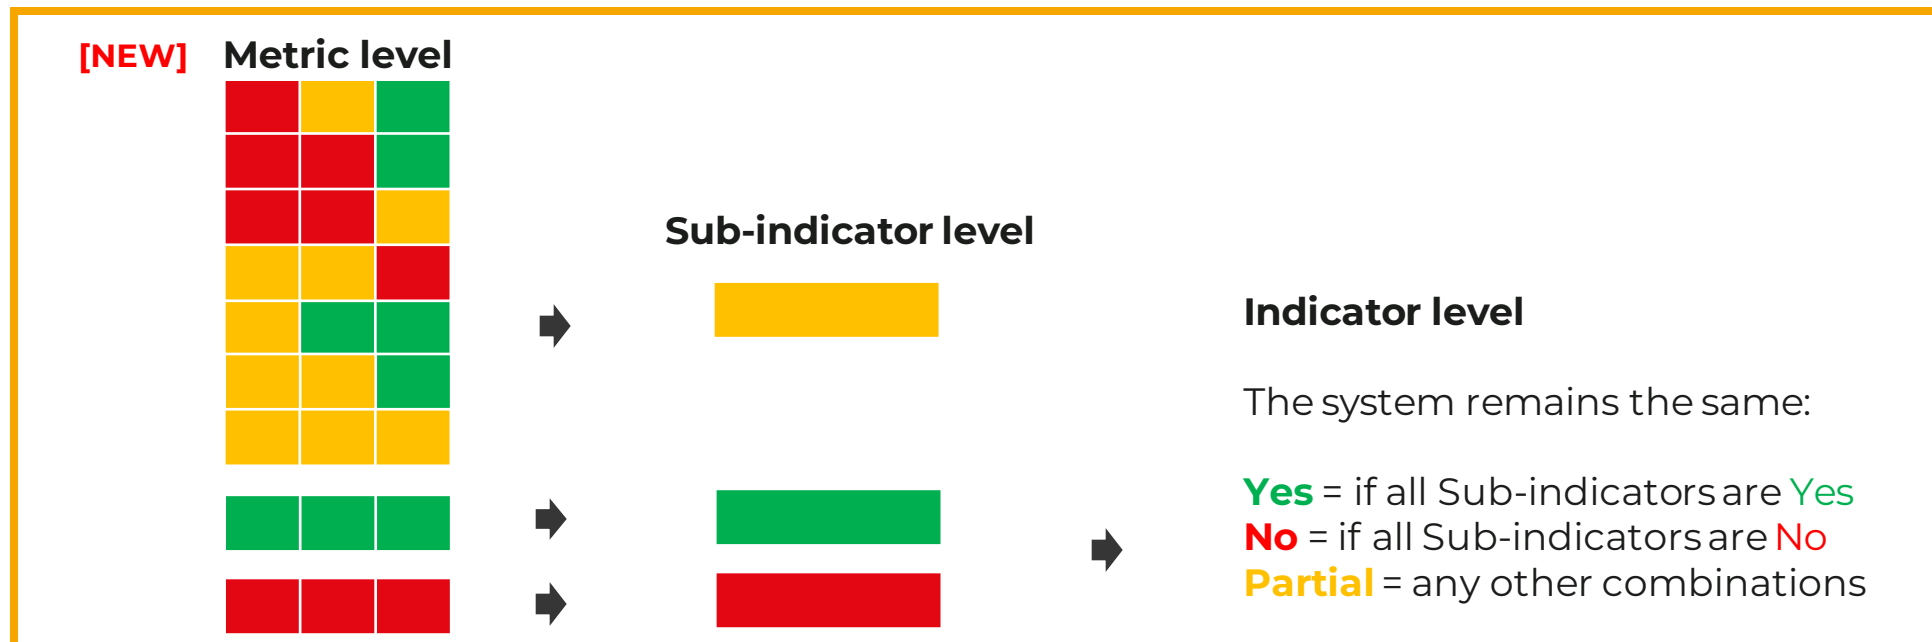 [NEW] Metric level
Sub-indicator level
Indicator level
The system remains the same:
Yes = if all Sub-indicators are Yes
No = if all Sub-indicators are No
Partial = any other combinations